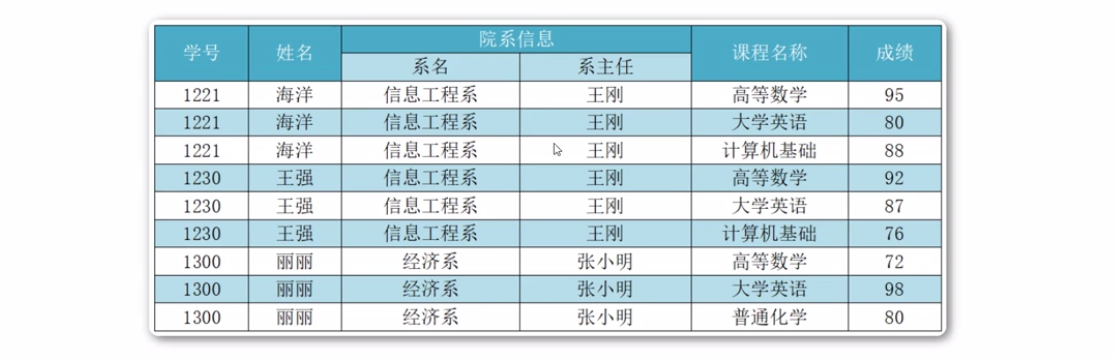 学号 姓名 院系信息 课程名称 成绩
系名 系主任
1221 海洋 信息工程系 王刚 高等数学 95
1221 海洋 信息工程系 王刚 大学英语 80
1221 海洋 信息工程系 王刚 计算机基础 88
1230 王强 信息工程系 王刚 高等数学 92
1230 王强 信息工程系 王刚 大学英语 87
1230 王强 信息工程系 王刚 计算机基础 76
1300 丽丽 经济系 张小明 高等数学 72
1300 丽丽 经济系 张小明 大学英语 98
1300 丽丽 经济系 张小明 普通化学 80